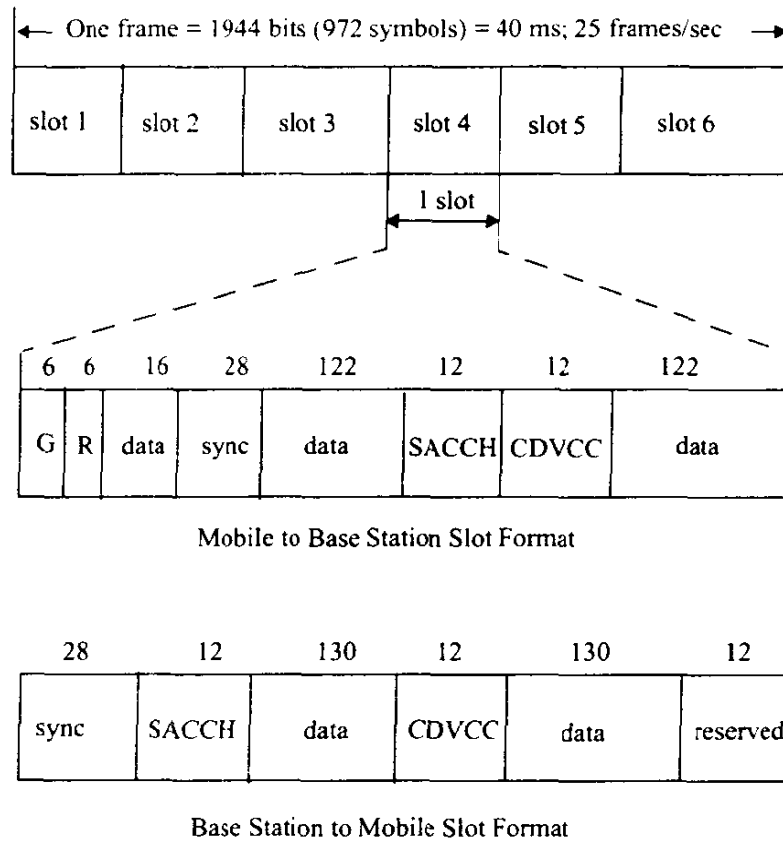 One frame = 1944 bits (972 symbols) = 40 ms; 25 frames/sec
slot 1 slot 2 slot 3 slot 4 slot 5 slot 6
1 slot
6 6 16 28 122 12 12 122
G R data sync data SACCH CDVCC data
Mobile to Base Station Slot Format
28 12 130 12 130 12
sync SACCH data CDVCC data reserved
Base Station to Mobile Slot Format